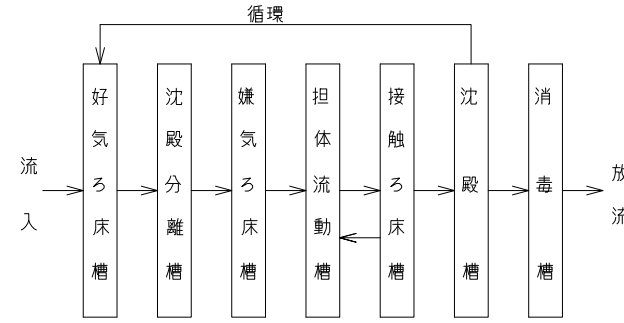 循環
流入
好気ろ床槽
沈殿分離槽
嫌気ろ床槽
担体流動槽
接触ろ床槽
沈殿槽
消毒槽
放流